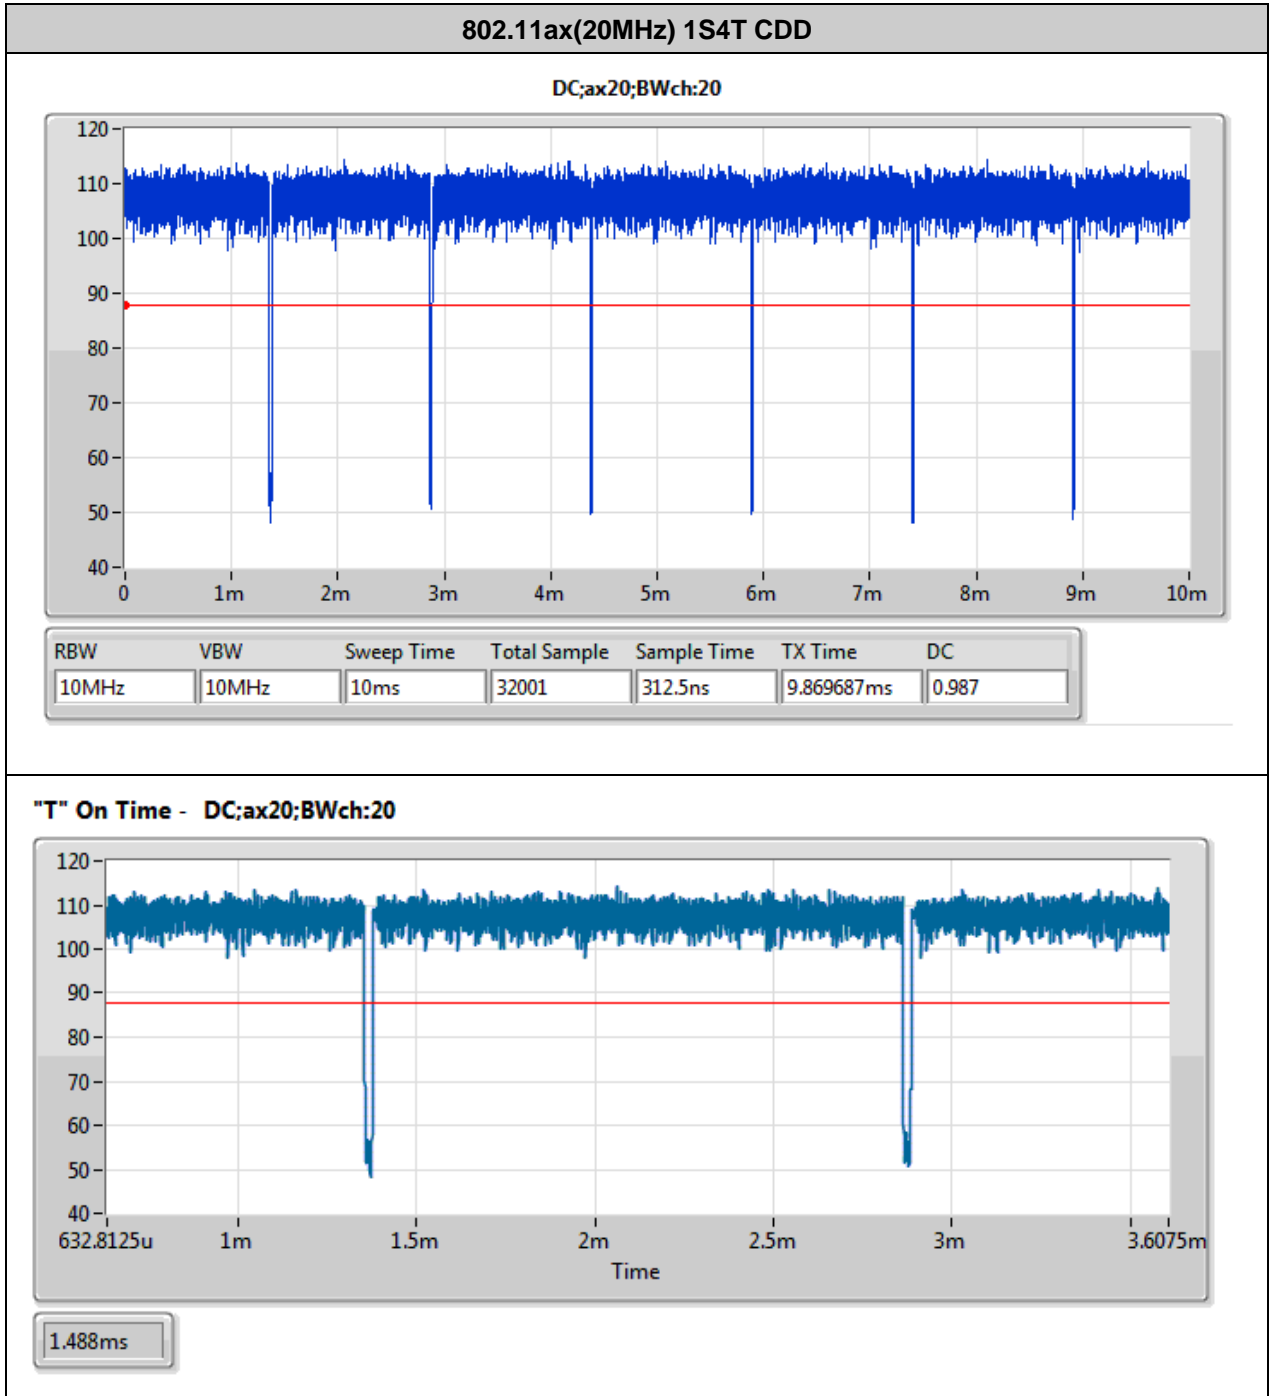 802.11ax(20MHz) 1S4T CDD
DC;ax20;BWch:20
120
110
100
90
80
70
60
50
40
0 1m 2m 3m 4m 5m 6m 7m 8m 9m 10m
RBW VBW Sweep Time Total Sample Sample Time TX Time DC
10MHz 10MHz 10ms 32001 312.5ns 9.869687ms 0.987
"T" On Time - DC;ax20;BWch:20
120
110
100
90
80
70
60
50
40
632.8125u 1m 1.5m 2m 2.5m 3m 3.6075m
Time
1.488ms